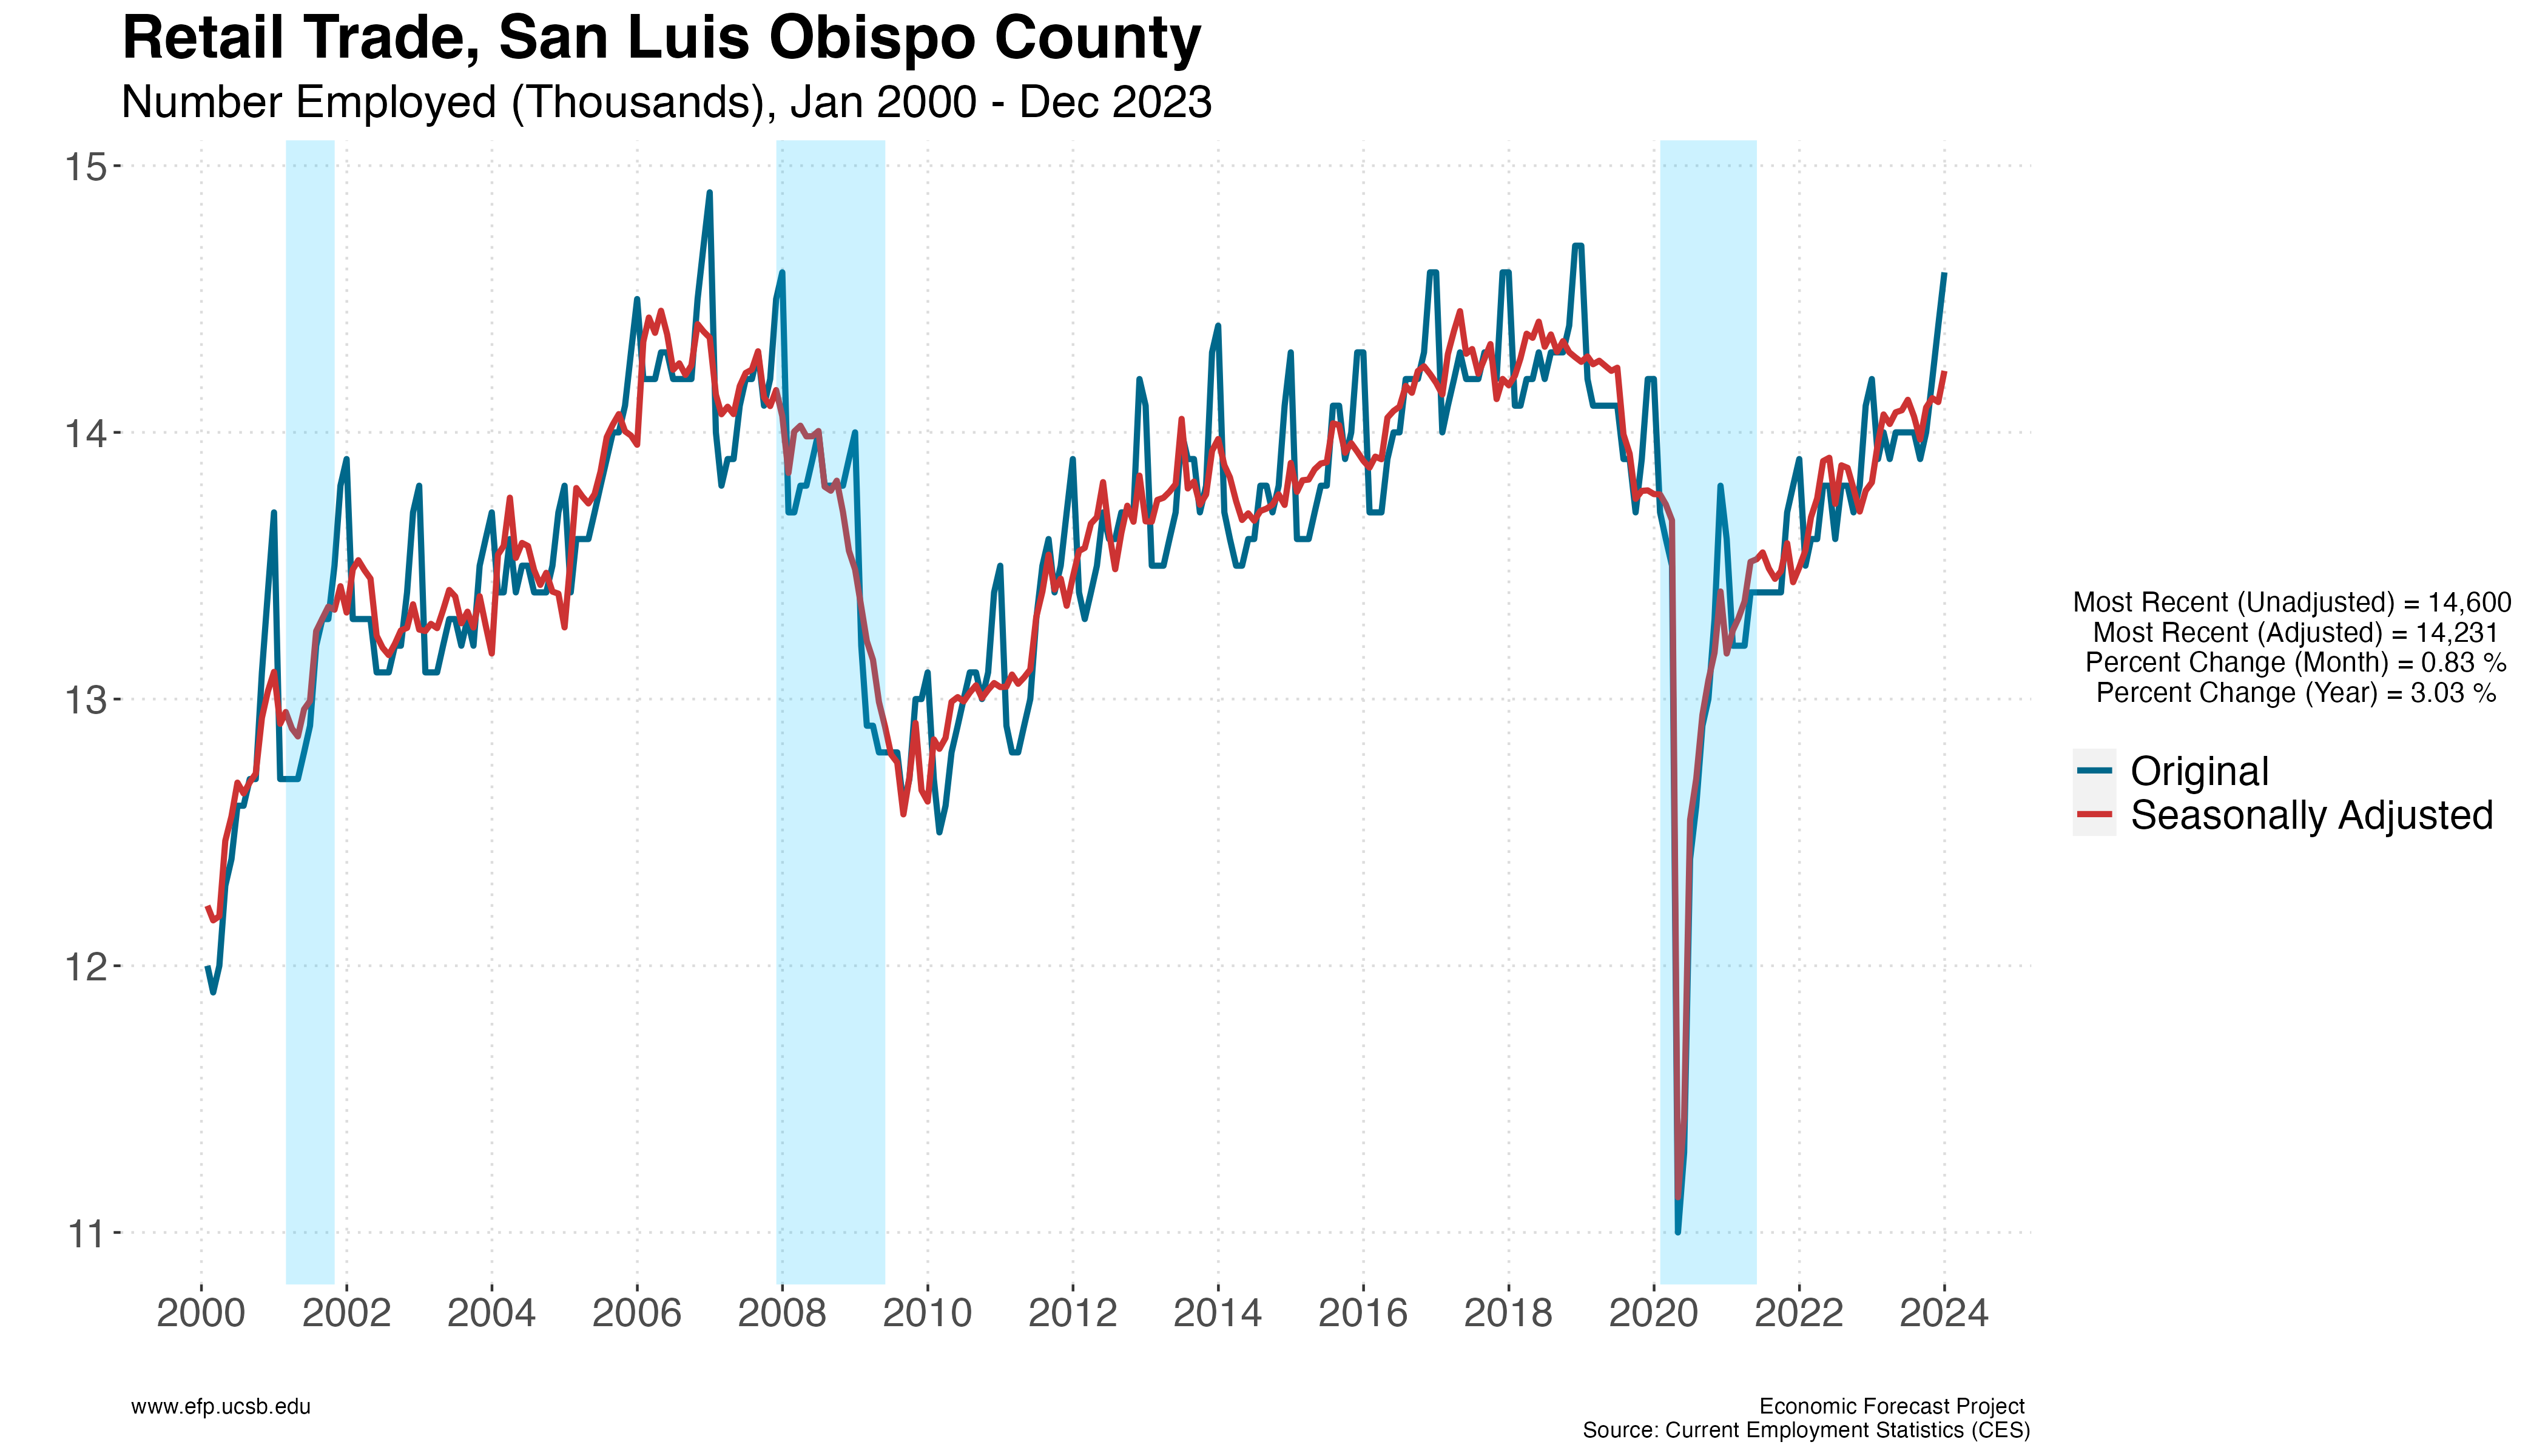 Retail Trade, San Luis Obispo County
Number Employed (Thousands), Jan 2000 - Dec 2023
15
14
13
12
11
2000 2002 2004 2006 2008 2010 2012 2014 2016 2018 2020 2022 2024
Most Recent (Unadjusted) = 14,600
Most Recent (Adjusted) = 14,231
Percent Change (Month) = 0.83 %
Percent Change (Year) = 3.03 %
Original
Seasonally Adjusted
www.efp.ucsb.edu
Economic Forecast Project
Source: Current Employment Statistics (CES)